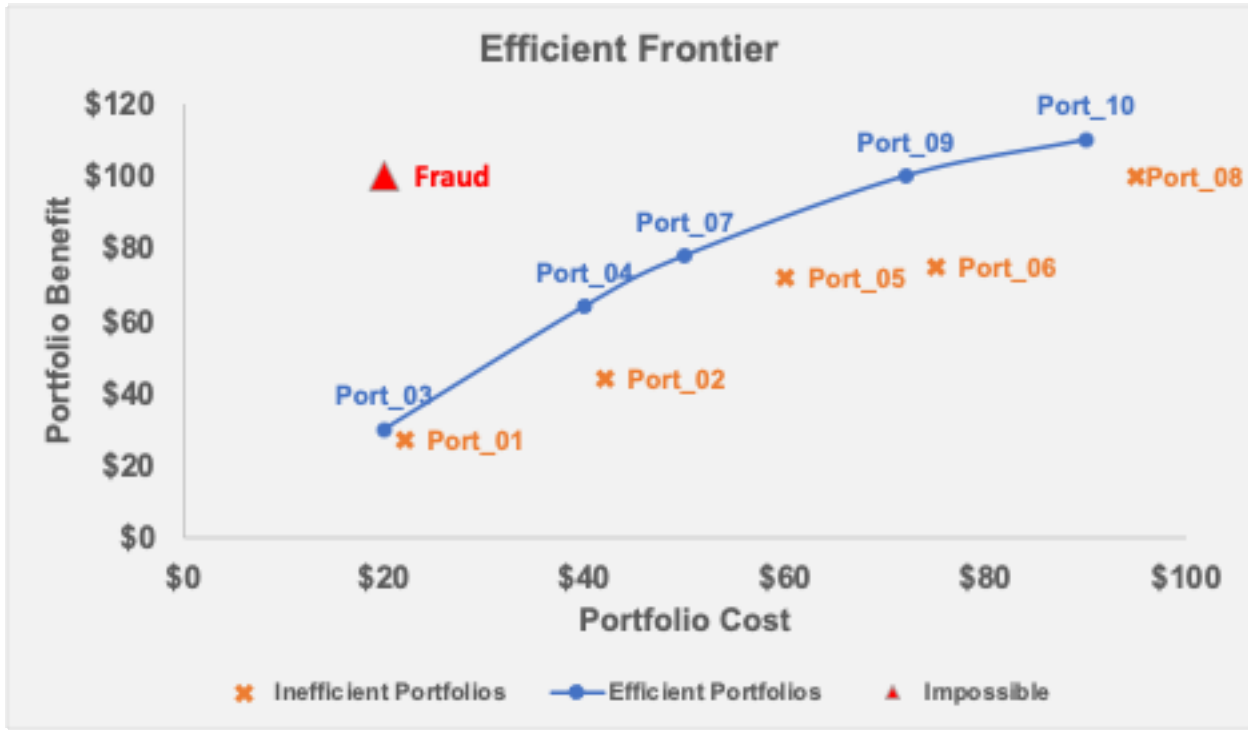 Efficient Frontier
Portfolio Benefit
$120
$100
$80
$60
$40
$20
$0
Port_10
Port_09
Fraud
Port_08
Port_07
Port_04
Port_05
Port_06
Port_03
Port_02
Port_01
$0 $20 $40 $60 $80 $100
Portfolio Cost
Inefficient Portfolios Efficient Portfolios Impossible